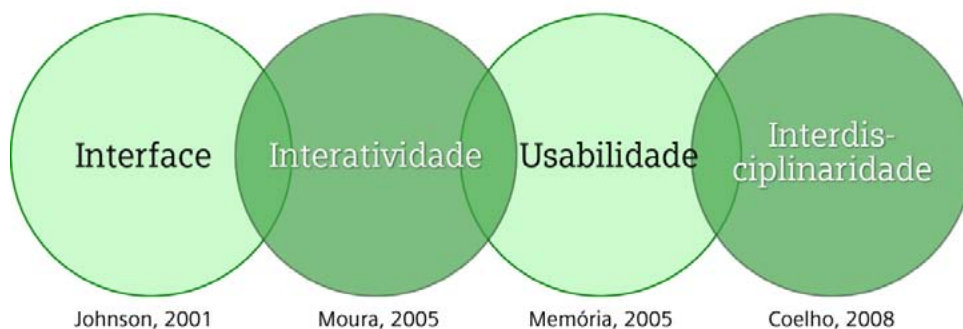 Interface
Interatividade
Usabilidade
Interdis-
ciplinaridade
Johnson, 2001
Moura, 2005
Memória, 2005
Coelho, 2008